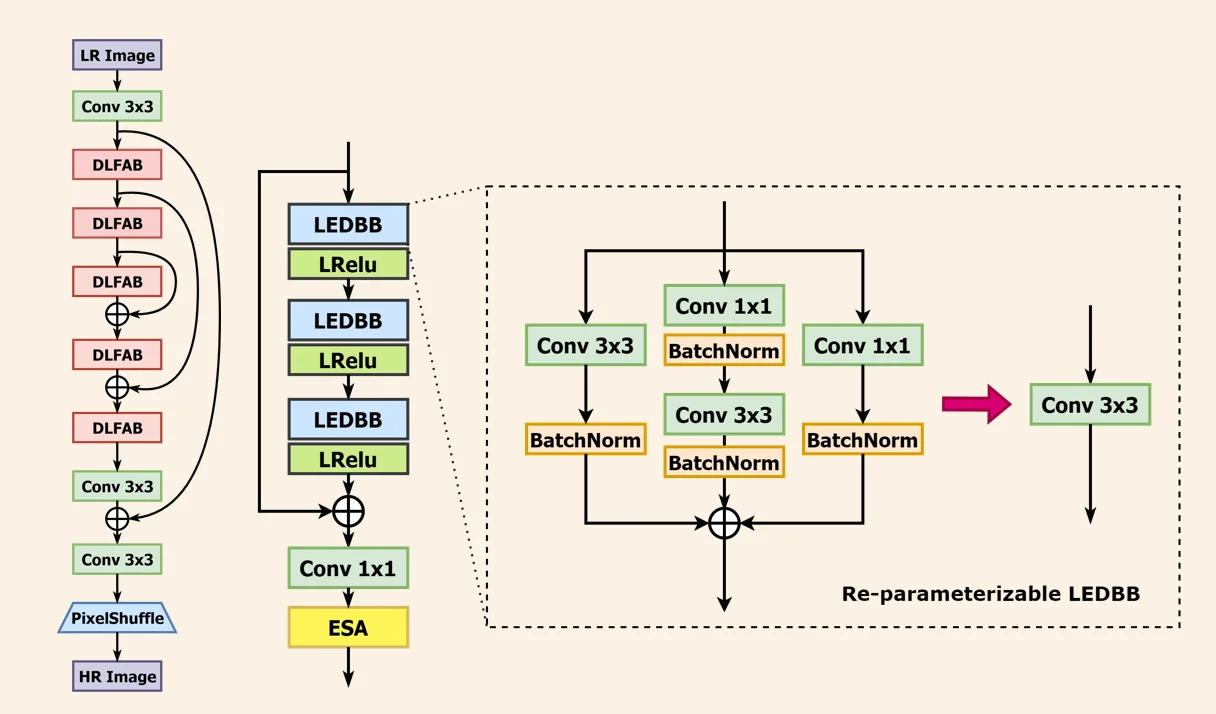 LR Image
Conv 3x3
DLFAB
DLFAB
DLFAB
DLFAB
DLFAB
Conv 3x3
Conv 3x3
PixelShuffle
HR Image
LEDBB
LRelu
LEDBB
LRelu
LEDBB
LRelu
Conv 1x1
ESA
Conv 3x3
BatchNorm
Conv 1x1
BatchNorm
Conv 3x3
BatchNorm
Conv 1x1
BatchNorm
Conv 3x3
Re-parameterizable LEDBB